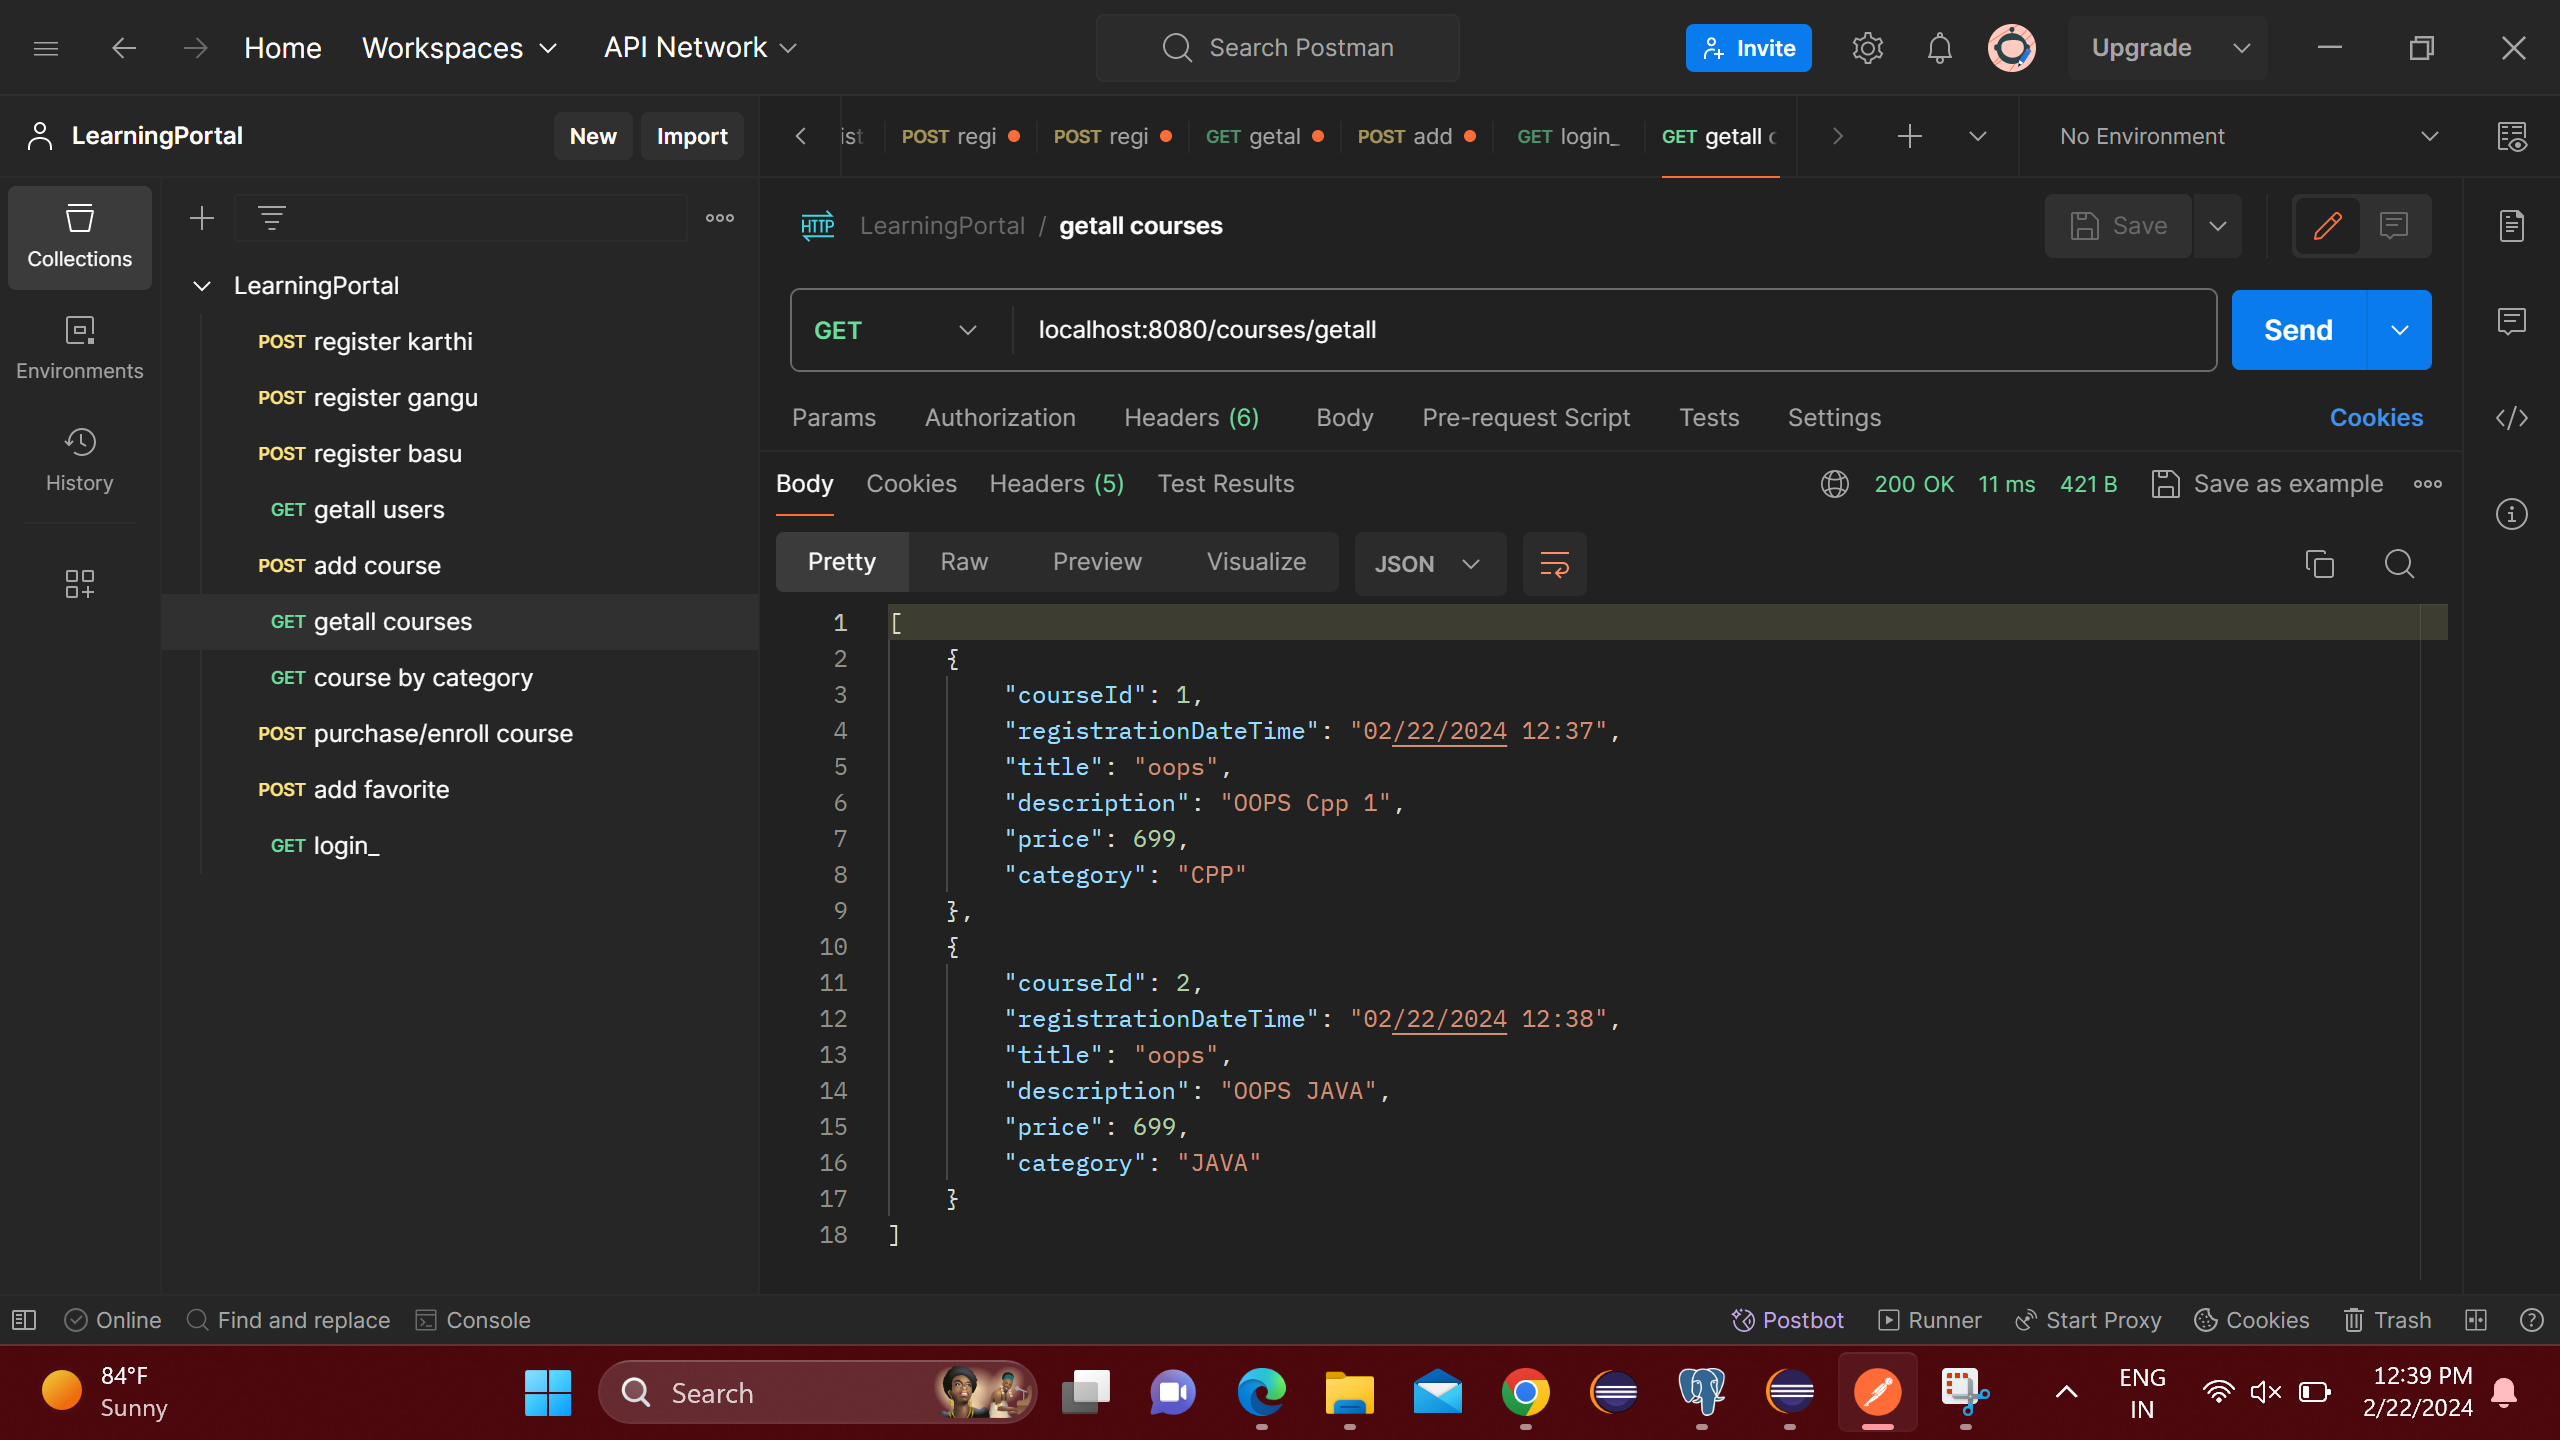 Home Workspaces API Network Search Postman Invite Upgrade
LearningPortal New Import
ist POST regi POST regi GET getal POST add GET login_ GET getall c No Environment
Collections
Environments
History
LearningPortal
POST register karthi
POST register gangu
POST register basu
GET getall users
POST add course
GET getall courses
GET course by category
POST purchase/enroll course
POST add favorite
GET login_
HTTP LearningPortal / getall courses Save
GET localhost:8080/courses/getall Send
Params Authorization Headers (6) Body Pre-request Script Tests Settings Cookies
Body Cookies Headers (5) Test Results 200 OK 11 ms 421 B Save as example
Pretty Raw Preview Visualize JSON
1 [
2 {
3 "courseId": 1,
4 "registrationDateTime": "02/22/2024 12:37",
5 "title": "oops",
6 "description": "OOPS Cpp 1",
7 "price": 699,
8 "category": "CPP"
9 },
10 {
11 "courseId": 2,
12 "registrationDateTime": "02/22/2024 12:38",
13 "title": "oops",
14 "description": "OOPS JAVA",
15 "price": 699,
16 "category": "JAVA"
17 }
18 ]
Online Find and replace Console Postbot Runner Start Proxy Cookies Trash
84°F
Sunny
Search
ENG
IN
12:39 PM
2/22/2024